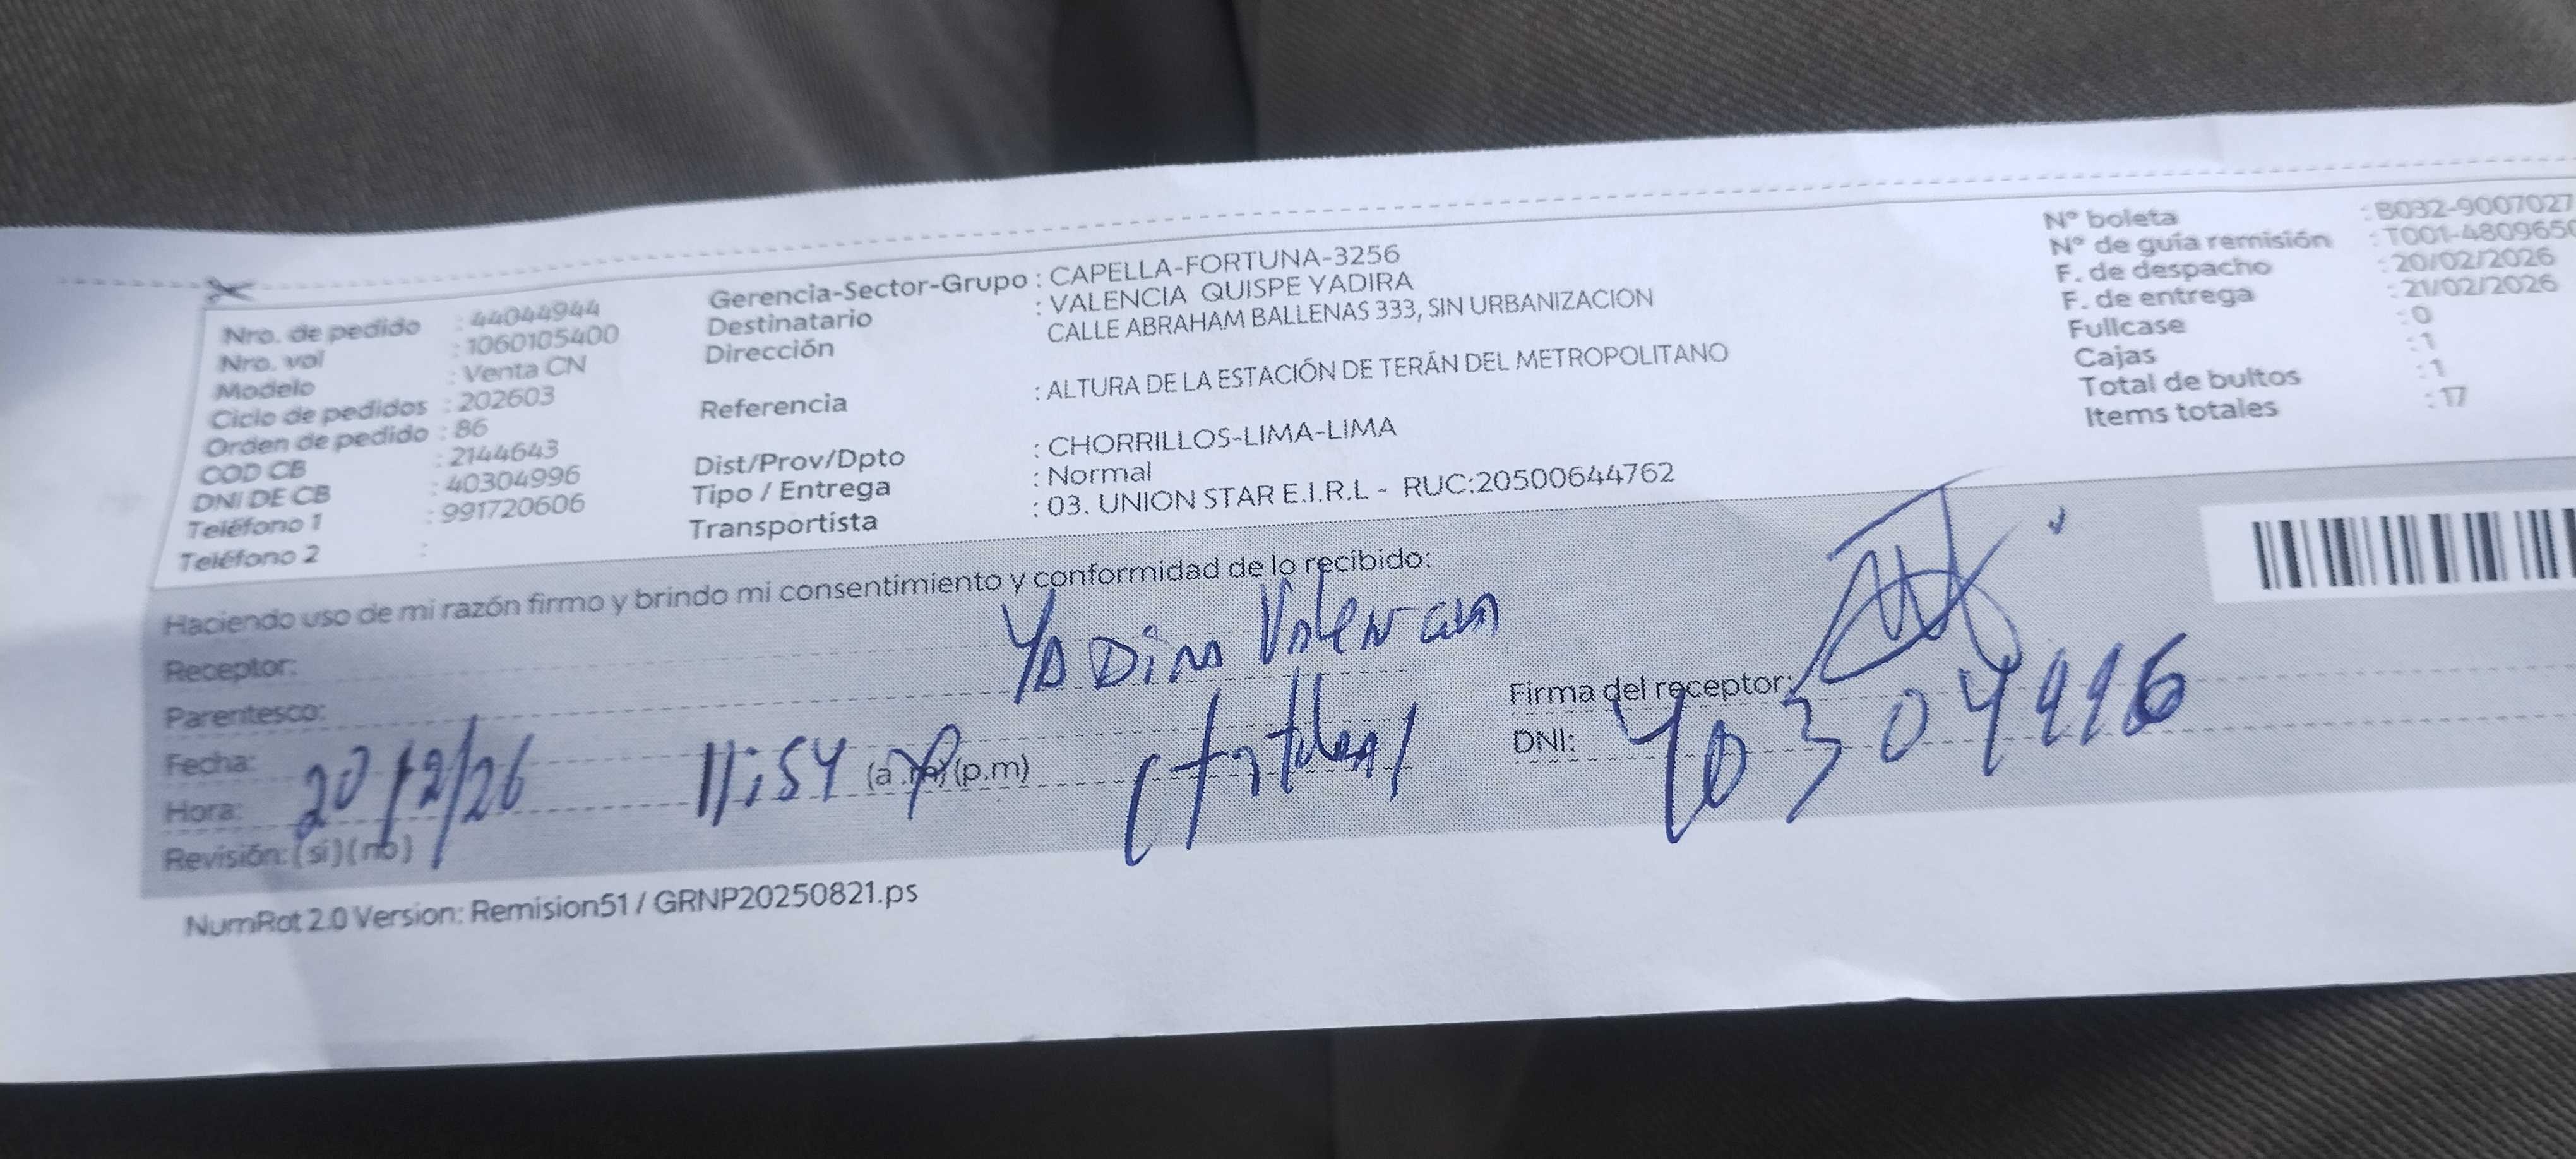 Nro. de pedido : 44044944
Nro. vol : 1060105400
Modelo : Venta CN
Ciclo de pedidos : 202603
Orden de pedido : 86
COD CB : 2144643
DNI DE CB : 40304996
Teléfono 1 : 991720606
Teléfono 2 :
Gerencia-Sector-Grupo : CAPELLA-FORTUNA-3256
Destinatario : VALENCIA QUISPE YADIRA
Dirección CALLE ABRAHAM BALLENAS 333, SIN URBANIZACION
Referencia : ALTURA DE LA ESTACIÓN DE TERÁN DEL METROPOLITANO
Dist/Prov/Dpto : CHORRILLOS-LIMA-LIMA
Tipo / Entrega : Normal
Transportista : 03. UNION STAR E.I.R.L - RUC:20500644762
N° boleta : B032-9007027
N° de guía remisión : T001-4809650
F. de despacho : 20/02/2026
F. de entrega : 21/02/2026
Fullcase : 0
Cajas : 1
Total de bultos : 1
Items totales : 17
Haciendo uso de mi razón firmo y brindo mi consentimiento y conformidad de lo recibido:
Receptor: YADira Valencia
Parentesco:
Firma del receptor:
Fecha: 20/2/26
DNI: 40304996
Hora: 11:54 (a.m) (p.m)
Revisión: (si) (no)
NumRot 2.0 Version: Remision51 / GRNP20250821.ps